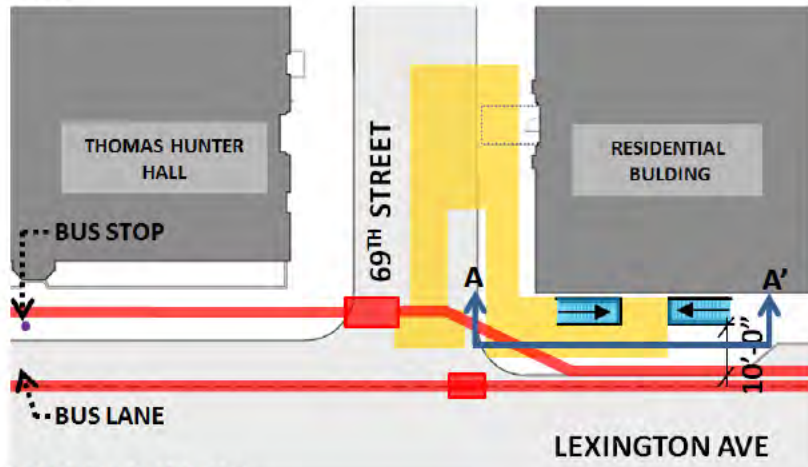 THOMAS HUNTER
HALL
69TH STREET
RESIDENTIAL
BULDING
BUS STOP
A
A'
10'-0"
BUS LANE
LEXINGTON AVE